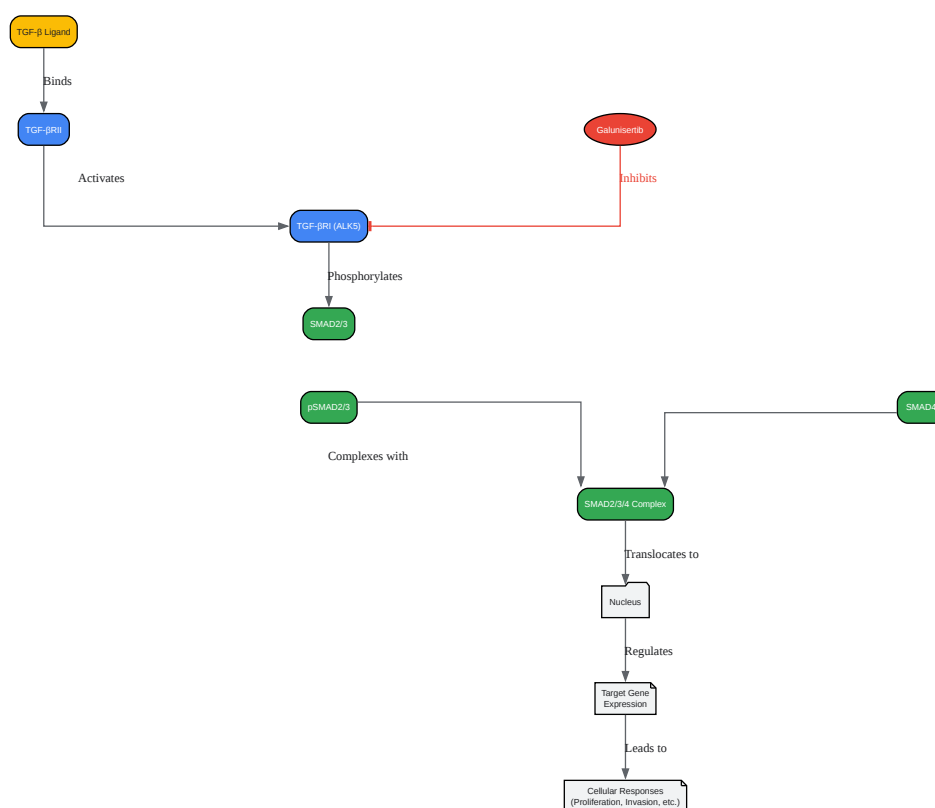 TGF-β Ligand
Binds
TGF-βRII
Galunisertib
Activates
Inhibits
TGF-βRI (ALK5)
Phosphorylates
SMAD2/3
pSMAD2/3
SMAD4
Complexes with
SMAD2/3/4 Complex
Translocates to
Nucleus
Regulates
Target Gene
Expression
Leads to
Cellular Responses
(Proliferation, Invasion, etc.)